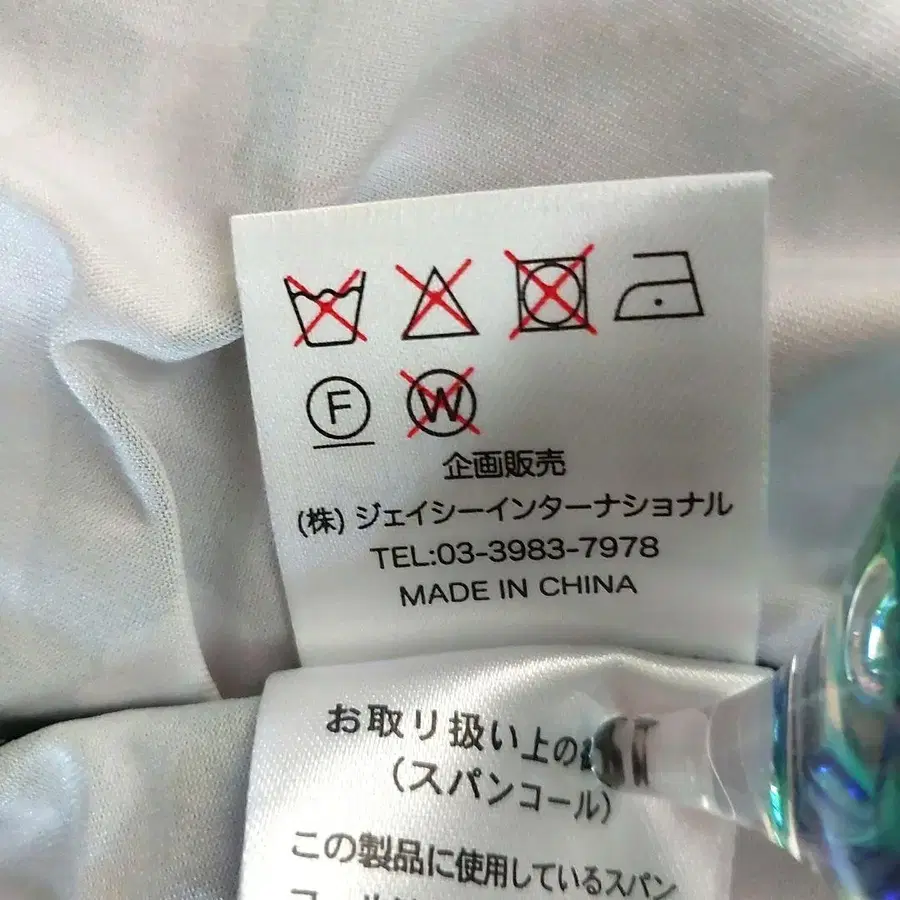 F
W
企画販売
(株) ジェイシーインターナショナル
TEL:03-3983-7978
MADE IN CHINA
お取り扱い上の
(スパンコール)
この製品に使用しているスパン